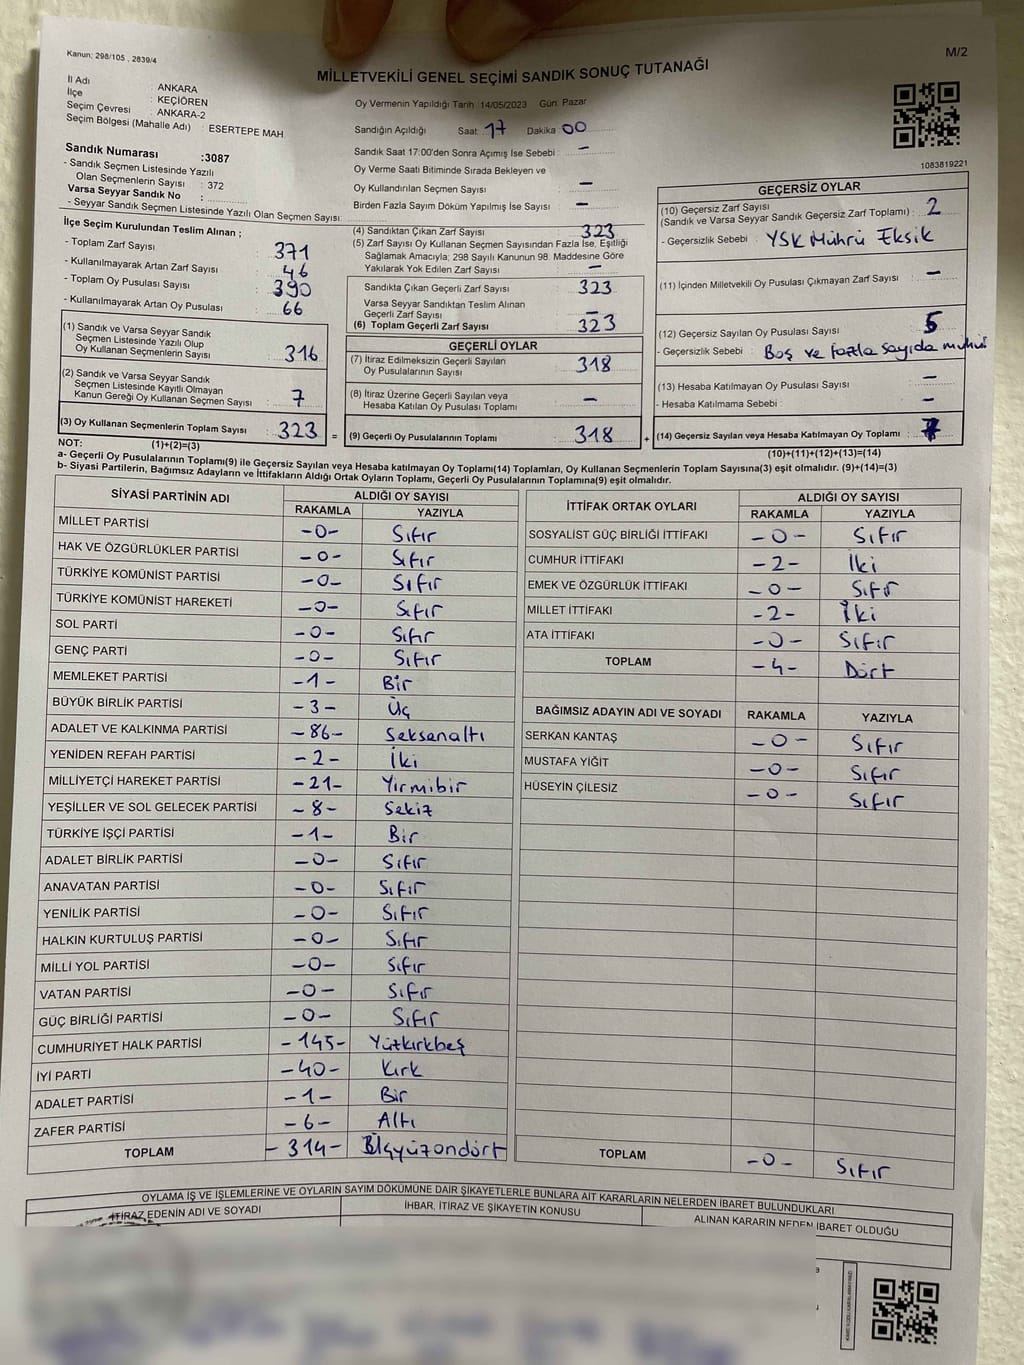 Kanun: 298/105 , 2839/4
M/2
MİLLETVEKİLİ GENEL SEÇİMİ SANDIK SONUÇ TUTANAĞI
İl Adı : ANKARA
İlçe : KEÇİÖREN
Seçim Çevresi : ANKARA-2
Seçim Bölgesi (Mahalle Adı) : ESERTEPE MAH.
Sandık Numarası :3087
- Sandık Seçmen Listesinde Yazılı
Olan Seçmenlerin Sayısı : 372
Varsa Seyyar Sandık No :
- Seyyar Sandık Seçmen Listesinde Yazılı Olan Seçmen Sayısı:
Oy Vermenin Yapıldığı Tarih :14/05/2023 Gün: Pazar
Sandığın Açıldığı Saat 17 Dakika 00
Sandık Saat 17:00'den Sonra Açımış İse Sebebi : -
Oy Verme Saati Bitiminde Sırada Bekleyen ve
Oy Kullandırılan Seçmen Sayısı : -
Birden Fazla Sayım Döküm Yapılmış İse Sayısı : -
1083819221
İlçe Seçim Kurulundan Teslim Alınan ;
- Toplam Zarf Sayısı : 371
- Kullanılmayarak Artan Zarf Sayısı : 46
- Toplam Oy Pusulası Sayısı : 390
- Kullanılmayarak Artan Oy Pusulası : 66
(1) Sandık ve Varsa Seyyar Sandık
Seçmen Listesinde Yazılı Olup
Oy Kullanan Seçmenlerin Sayısı : 316
(2) Sandık ve Varsa Seyyar Sandık
Seçmen Listesinde Kayıtlı Olmayan
Kanun Gereği Oy Kullanan Seçmen Sayısı : 7
(3) Oy Kullanan Seçmenlerin Toplam Sayısı : 323 =
(4) Sandıktan Çıkan Zarf Sayısı : 323
(5) Zarf Sayısı Oy Kullanan Seçmen Sayısından Fazla İse, Eşitliği
Sağlamak Amacıyla; 298 Sayılı Kanunun 98. Maddesine Göre
Yakılarak Yok Edilen Zarf Sayısı : -
Sandıkta Çıkan Geçerli Zarf Sayısı : 323
Varsa Seyyar Sandıktan Teslim Alınan
Geçerli Zarf Sayısı : -
(6) Toplam Geçerli Zarf Sayısı : 323
GEÇERLİ OYLAR
(7) İtiraz Edilmeksizin Geçerli Sayılan
Oy Pusulalarının Sayısı : 318
(8) İtiraz Üzerine Geçerli Sayılan veya
Hesaba Katılan Oy Pusulası Toplamı : -
(9) Geçerli Oy Pusulalarının Toplamı : 318 +
GEÇERSİZ OYLAR
(10) Geçersiz Zarf Sayısı : 2
(Sandık ve Varsa Seyyar Sandık Geçersiz Zarf Toplamı)
- Geçersizlik Sebebi : YSK Mührü Eksik
(11) İçinden Milletvekili Oy Pusulası Çıkmayan Zarf Sayısı : -
(12) Geçersiz Sayılan Oy Pusulası Sayısı : 5
- Geçersizlik Sebebi : Boş ve fazla sayıda mühür
(13) Hesaba Katılmayan Oy Pusulası Sayısı : -
- Hesaba Katılmama Sebebi : -
(14) Geçersiz Sayılan veya Hesaba Katılmayan Oy Toplamı : 7
NOT: (1)+(2)=(3)
(10)+(11)+(12)+(13)=(14)
a- Geçerli Oy Pusulalarının Toplamı(9) ile Geçersiz Sayılan veya Hesaba katılmayan Oy Toplamı(14) Toplamları, Oy Kullanan Seçmenlerin Toplam Sayısına(3) eşit olmalıdır. (9)+(14)=(3)
b- Siyasi Partilerin, Bağımsız Adayların ve İttifakların Aldığı Ortak Oyların Toplamı, Geçerli Oy Pusulalarının Toplamına(9) eşit olmalıdır.
SİYASİ PARTİNİN ADI ALDIĞI OY SAYISI
RAKAMLA YAZIYLA
MİLLET PARTİSİ -0- Sıfır
HAK VE ÖZGÜRLÜKLER PARTİSİ -0- Sıfır
TÜRKİYE KOMÜNİST PARTİSİ -0- Sıfır
TÜRKİYE KOMÜNİST HAREKETİ -0- Sıfır
SOL PARTİ -0- Sıfır
GENÇ PARTİ -0- Sıfır
MEMLEKET PARTİSİ -1- Bir
BÜYÜK BİRLİK PARTİSİ -3- Üç
ADALET VE KALKINMA PARTİSİ -86- Seksenaltı
YENİDEN REFAH PARTİSİ -2- İki
MİLLİYETÇİ HAREKET PARTİSİ -21- Yirmibir
YEŞİLLER VE SOL GELECEK PARTİSİ -8- Sekiz
TÜRKİYE İŞÇİ PARTİSİ -1- Bir
ADALET BİRLİK PARTİSİ -0- Sıfır
ANAVATAN PARTİSİ -0- Sıfır
YENİLİK PARTİSİ -0- Sıfır
HALKIN KURTULUŞ PARTİSİ -0- Sıfır
MİLLİ YOL PARTİSİ -0- Sıfır
VATAN PARTİSİ -0- Sıfır
GÜÇ BİRLİĞİ PARTİSİ -0- Sıfır
CUMHURİYET HALK PARTİSİ -145- Yüzkırkbeş
İYİ PARTİ -40- Kırk
ADALET PARTİSİ -1- Bir
ZAFER PARTİSİ -6- Altı
TOPLAM -314- Üçyüzondört
İTTİFAK ORTAK OYLARI ALDIĞI OY SAYISI
RAKAMLA YAZIYLA
SOSYALİST GÜÇ BİRLİĞİ İTTİFAKI -0- Sıfır
CUMHUR İTTİFAKI -2- İki
EMEK VE ÖZGÜRLÜK İTTİFAKI -0- Sıfır
MİLLET İTTİFAKI -2- İki
ATA İTTİFAKI -0- Sıfır
TOPLAM -4- Dört
BAĞIMSIZ ADAYIN ADI VE SOYADI RAKAMLA YAZIYLA
SERKAN KANTAŞ -0- Sıfır
MUSTAFA YİĞİT -0- Sıfır
HÜSEYİN ÇİLESİZ -0- Sıfır
TOPLAM -0- Sıfır
OYLAMA İŞ VE İŞLEMLERİNE VE OYLARIN SAYIM DÖKÜMÜNE DAİR ŞİKAYETLERLE BUNLARA AİT KARARLARIN NELERDEN İBARET BULUNDUKLARI
İTİRAZ EDENİN ADI VE SOYADI İHBAR, İTİRAZ VE ŞİKAYETİN KONUSU ALINAN KARARIN NEDEN İBARET OLDUĞU